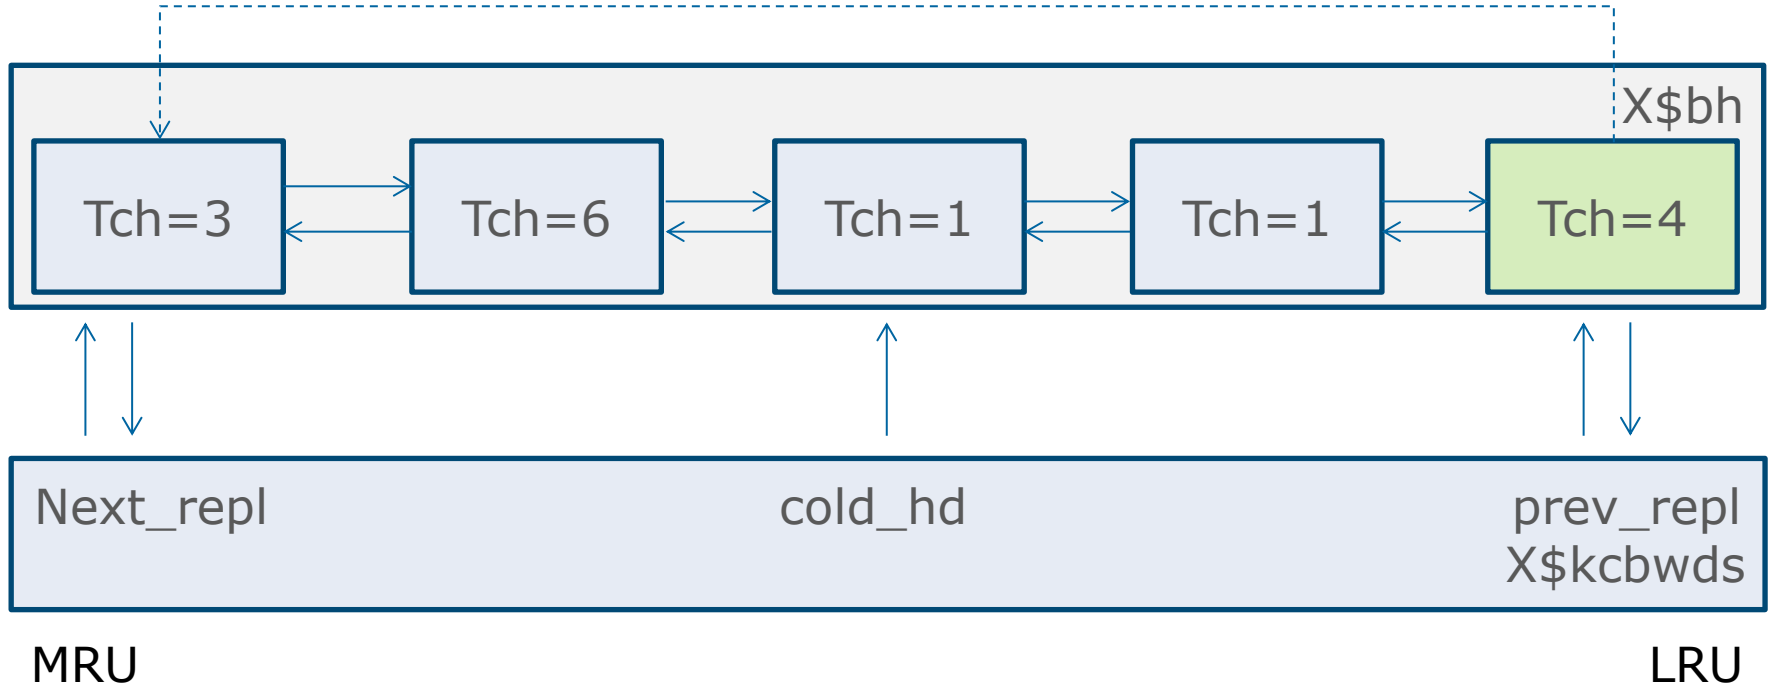 X$bh
Tch=3 Tch=6 Tch=1 Tch=1 Tch=4
Next_repl cold_hd prev_repl
X$kcbwds
MRU LRU